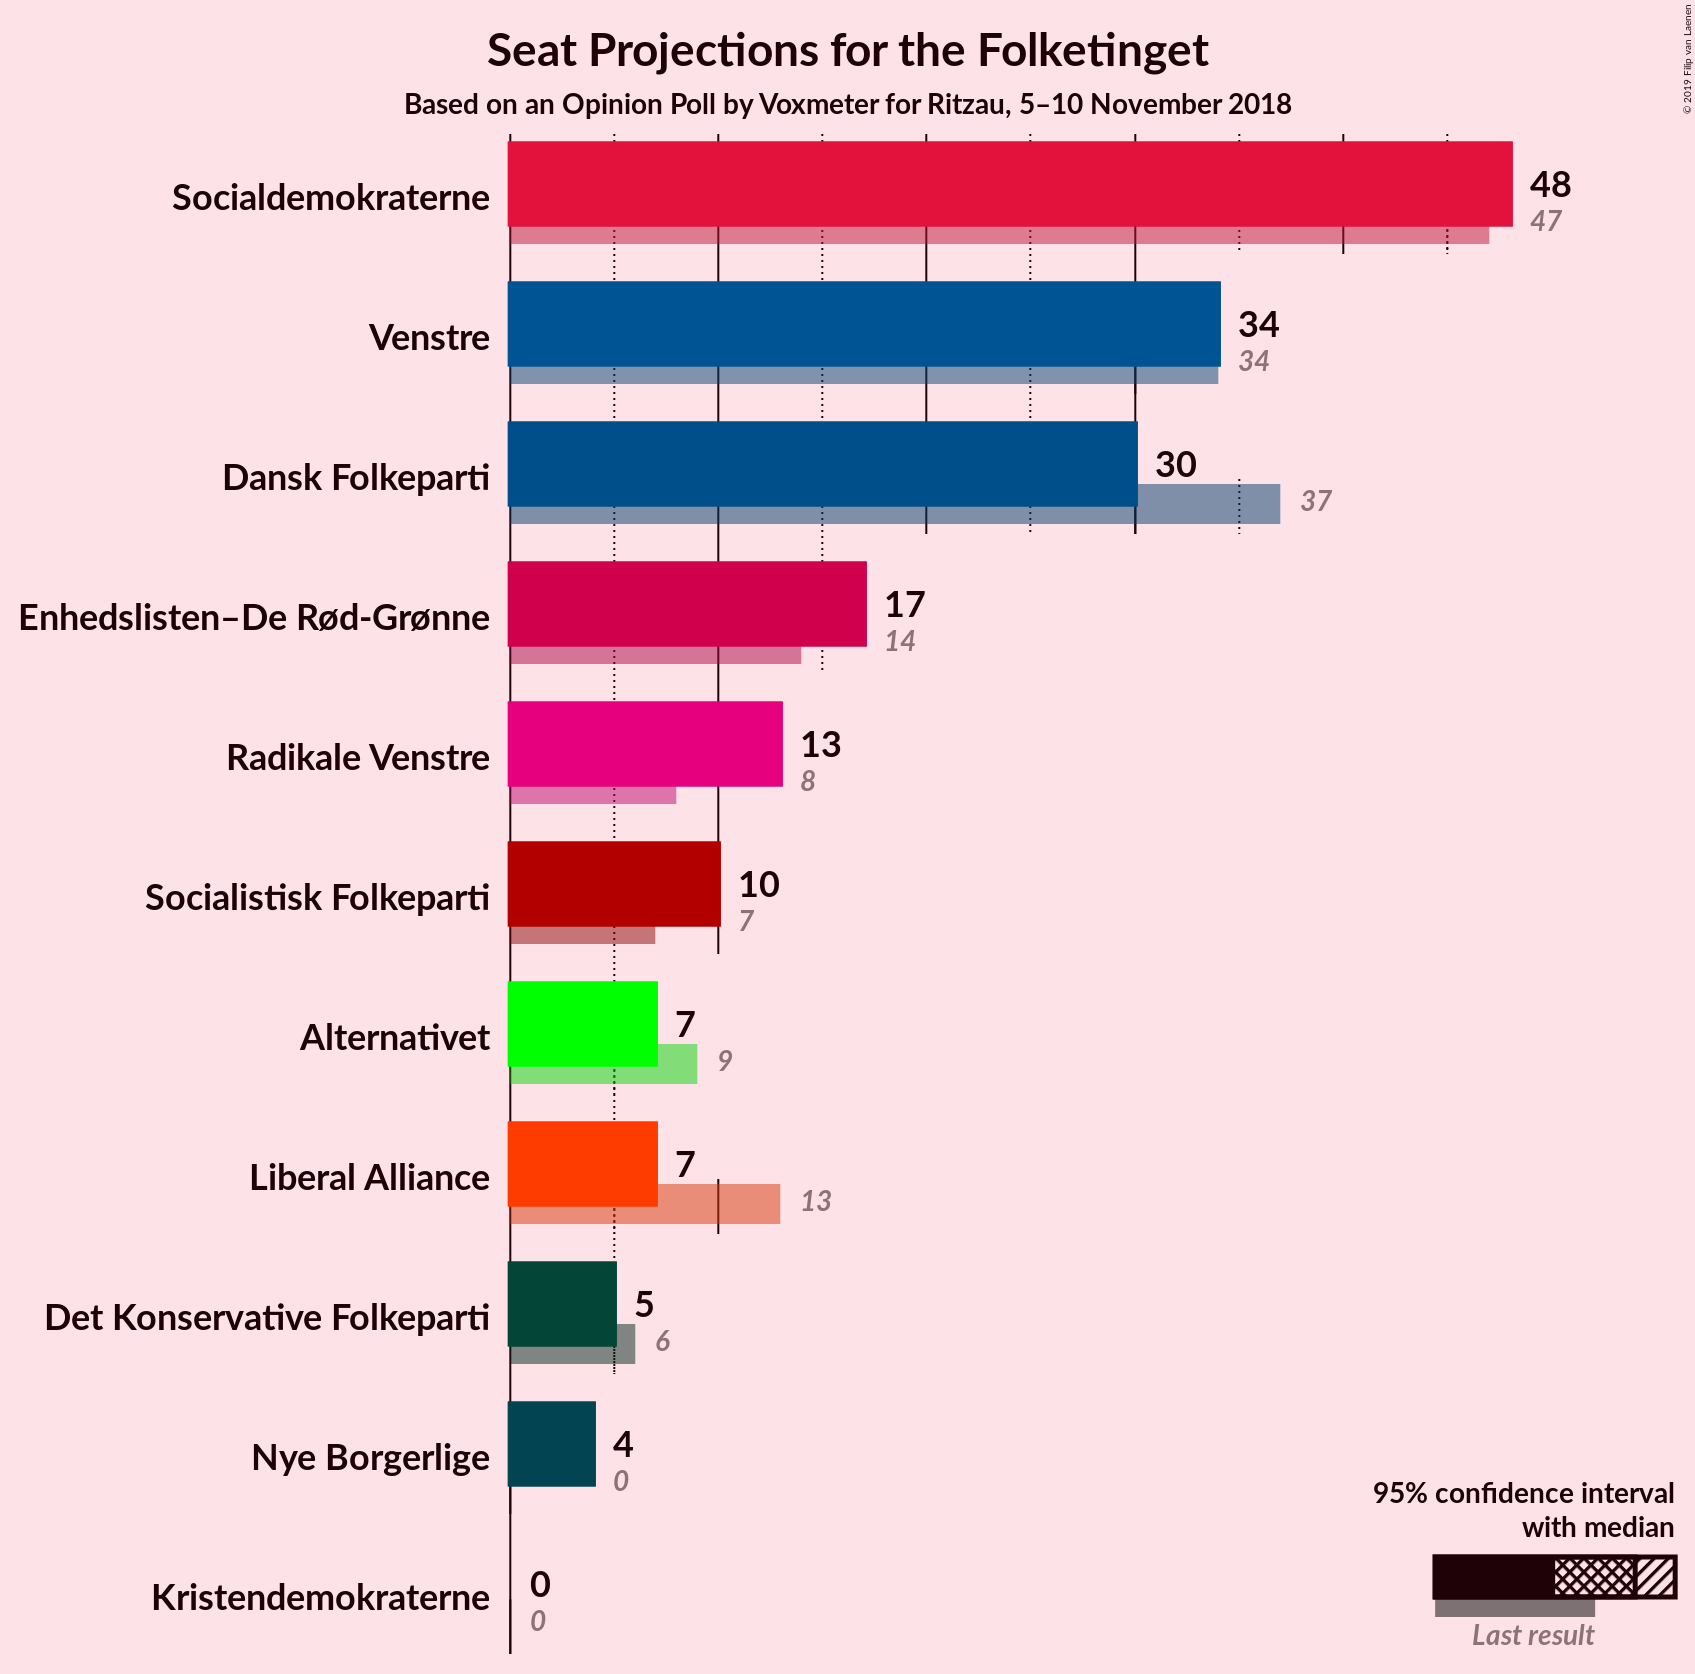 Seat Projections for the Folketinget
Based on an Opinion Poll by Voxmeter for Ritzau, 5–10 November 2018
© 2019 Filip van Laenen
Socialdemokraterne
48
47
Venstre
34
34
Dansk Folkeparti
30
37
Enhedslisten–De Rød-Grønne
17
14
Radikale Venstre
13
8
Socialistisk Folkeparti
10
7
Alternativet
7
9
Liberal Alliance
7
13
Det Konservative Folkeparti
5
6
Nye Borgerlige
4
0
Kristendemokraterne
0
0
95% confidence interval
with median
Last result